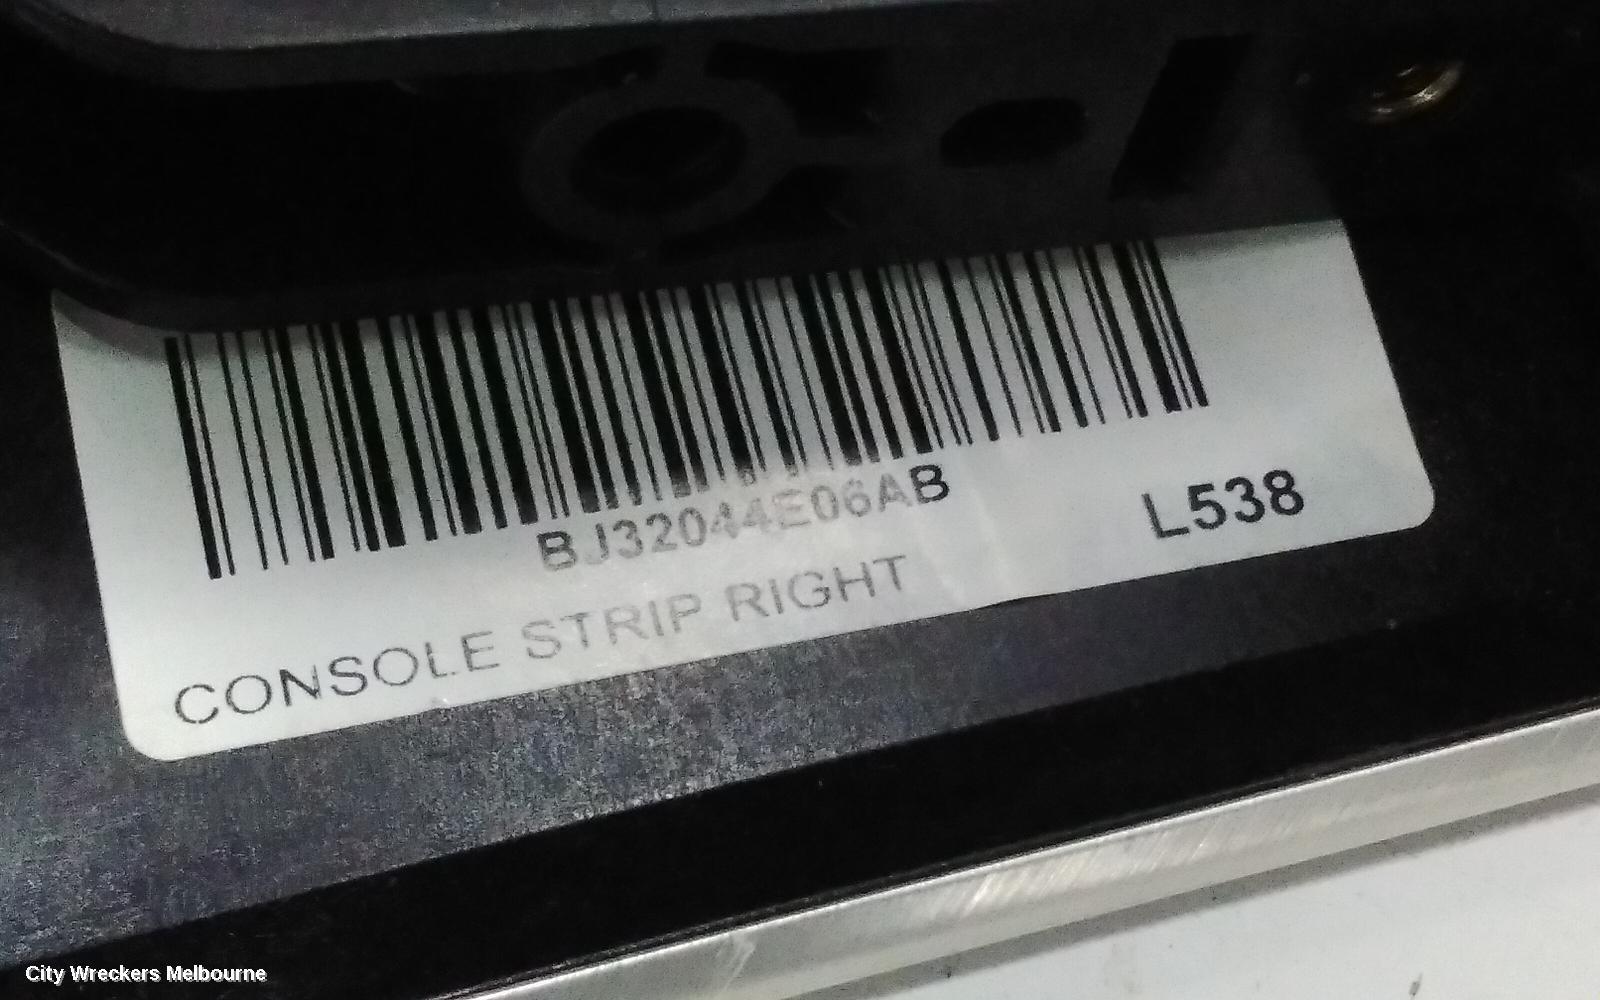 BJ32044E06AB
L538
CONSOLE STRIP RIGHT
City Wreckers Melbourne